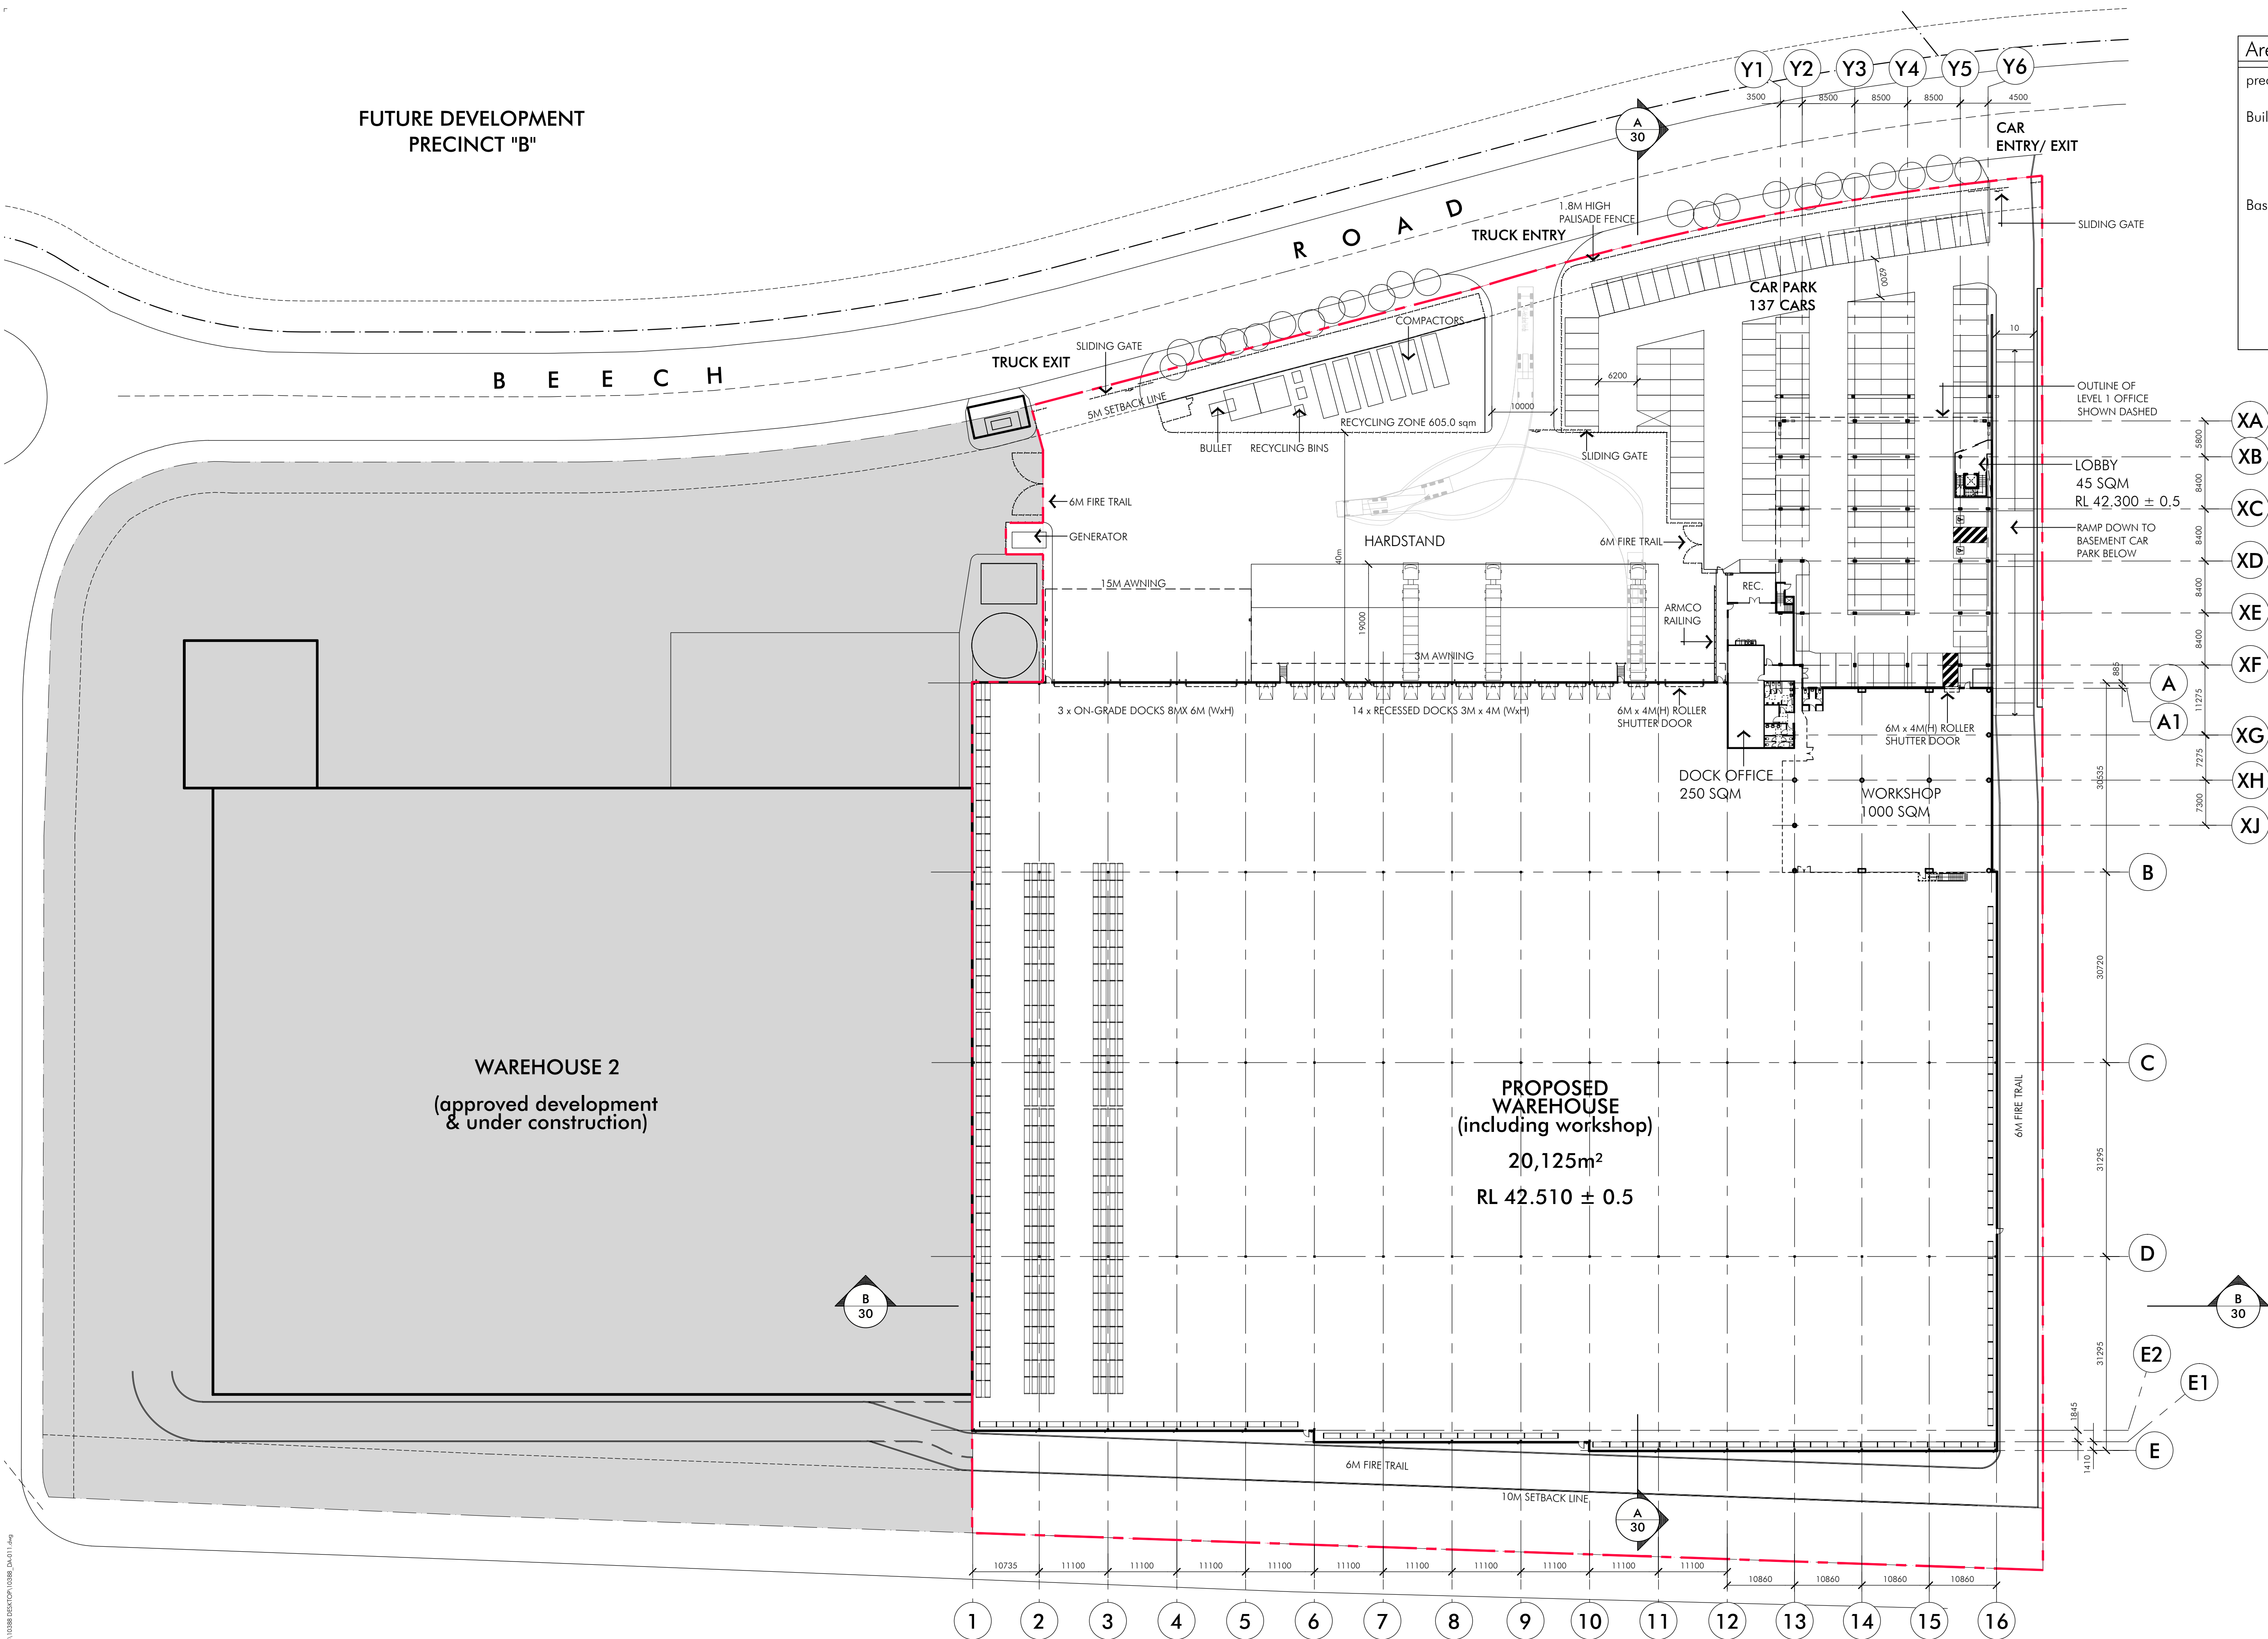 FUTURE DEVELOPMENT
PRECINCT "B"
Y1 Y2 Y3 Y4 Y5 Y6
3500 8500 8500 8500 4500
A
30
CAR
ENTRY/ EXIT
BEECH ROAD
1.8M HIGH
PALISADE FENCE
TRUCK ENTRY
SLIDING GATE
CAR PARK
137 CARS
6200
10
COMPACTORS
SLIDING GATE
TRUCK EXIT
5M SETBACK LINE
6200
10000
OUTLINE OF
LEVEL 1 OFFICE
SHOWN DASHED
RECYCLING ZONE 605.0 sqm
BULLET
RECYCLING BINS
SLIDING GATE
LOBBY
45 SQM
RL 42.300 ± 0.5
XA
5800
XB
8400
XC
8400
XD
8400
XE
8400
XF
885
A
11275
A1
XG
7275
XH
7300
XJ
30535
6M FIRE TRAIL
GENERATOR
HARDSTAND
40m
6M FIRE TRAIL
RAMP DOWN TO
BASEMENT CAR
PARK BELOW
15M AWNING
REC.
19000
ARMCO
RAILING
3M AWNING
3 x ON-GRADE DOCKS 8MX 6M (WxH)
14 x RECESSED DOCKS 3M x 4M (WxH)
6M x 4M(H) ROLLER
SHUTTER DOOR
6M x 4M(H) ROLLER
SHUTTER DOOR
DOCK OFFICE
250 SQM
WORKSHOP
1000 SQM
B
30720
C
WAREHOUSE 2
(approved development
& under construction)
PROPOSED
WAREHOUSE
(including workshop)
20,125m²
RL 42.510 ± 0.5
6M FIRE TRAIL
31295
D
B
30
B
30
31295
E2
E1
1845
E
1410
6M FIRE TRAIL
10M SETBACK LINE
A
30
10735 11100 11100 11100 11100 11100 11100 11100 11100 11100 11100
10860 10860 10860 10860
1 2 3 4 5 6 7 8 9 10 11 12 13 14 15 16